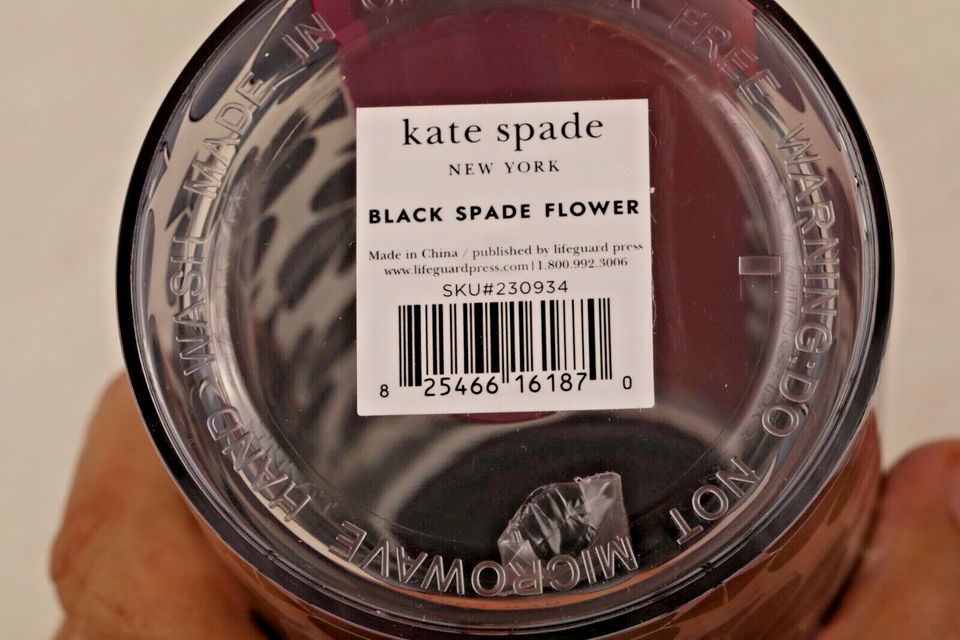 kate spade
NEW YORK
BLACK SPADE FLOWER
Made in China / published by lifeguard press
www.lifeguardpress.com | 1.800.992.3006
SKU#230934
8 25466 16187 0
FREE WARNING: DO NOT MICROWAVE HAND WASH MADE IN